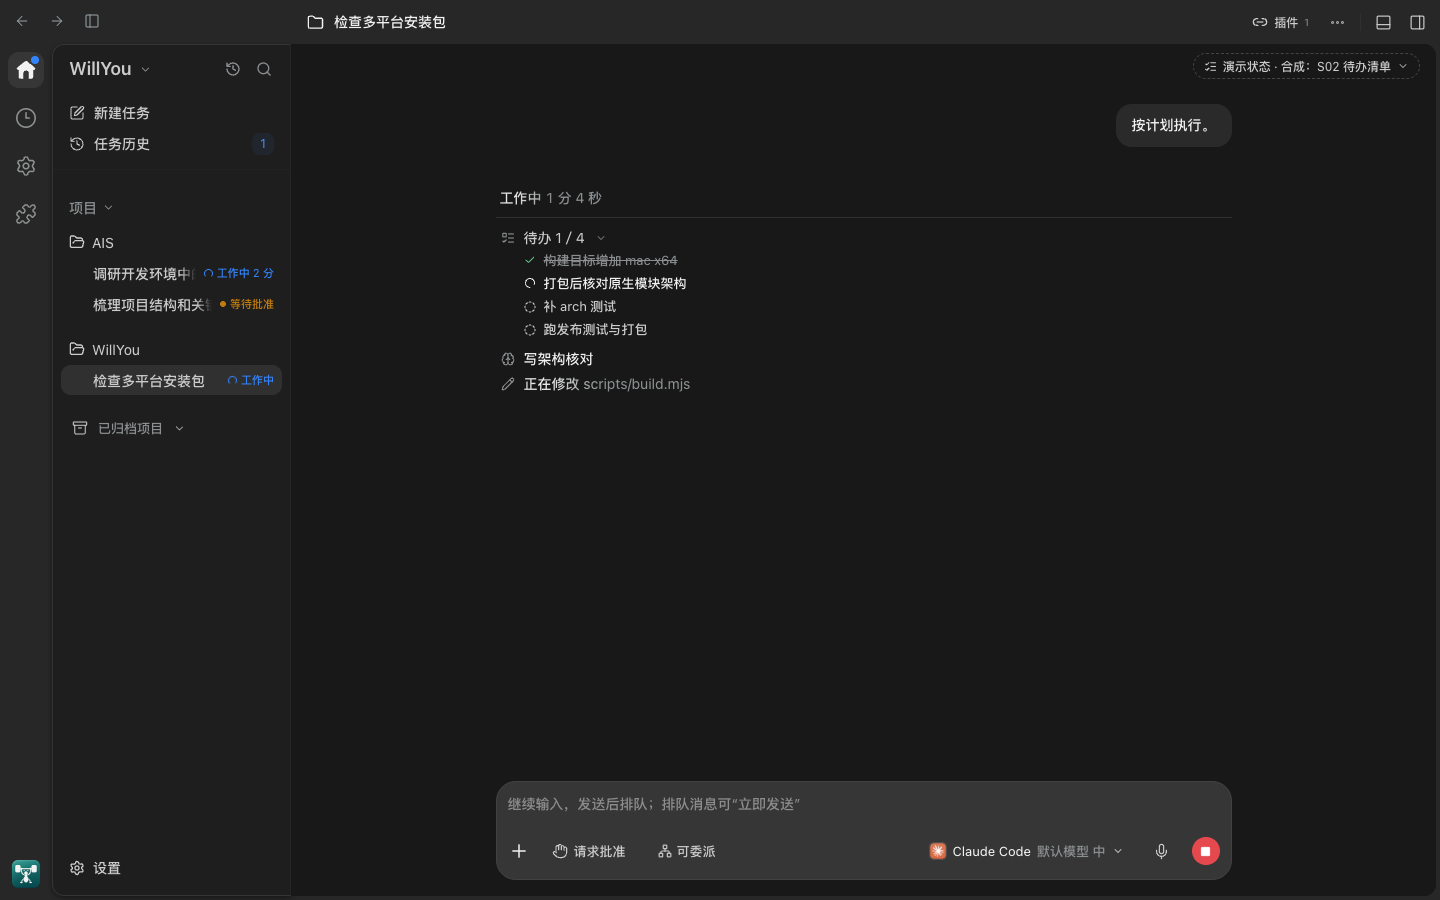 检查多平台安装包
插件 1
WillYou
演示状态 · 合成：S02 待办清单
新建任务
任务历史 1
项目
AIS
调研开发环境中 工作中 2 分
梳理项目结构和关 等待批准
WillYou
检查多平台安装包 工作中
已归档项目
设置
按计划执行。
工作中 1 分 4 秒
待办 1 / 4
构建目标增加 mac x64
打包后核对原生模块架构
补 arch 测试
跑发布测试与打包
写架构核对
正在修改 scripts/build.mjs
继续输入，发送后排队；排队消息可“立即发送”
请求批准 可委派 Claude Code 默认模型 中